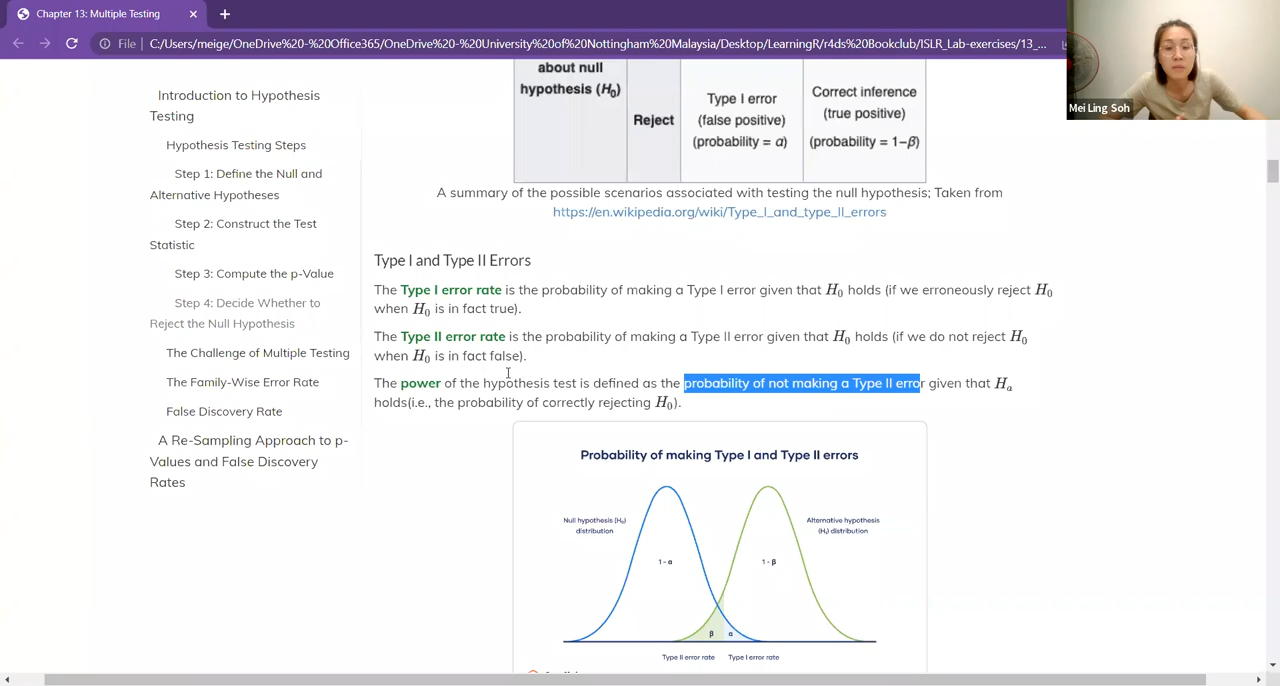 Chapter 13: Multiple Testing
File
C:/Users/meige/OneDrive%20-%20Office365/OneDrive%20-%20University%20of%20Nottingham%20Malaysia/Desktop/LearningR/r4ds%20Bookclub/ISLR_Lab-exercises/13_...
Mei Ling Soh
Introduction to Hypothesis
Testing
Hypothesis Testing Steps
Step 1: Define the Null and
Alternative Hypotheses
Step 2: Construct the Test
Statistic
Step 3: Compute the p-Value
Step 4: Decide Whether to
Reject the Null Hypothesis
The Challenge of Multiple Testing
The Family-Wise Error Rate
False Discovery Rate
A Re-Sampling Approach to p-
Values and False Discovery
Rates
about null
hypothesis (H₀)
Reject
Type I error
(false positive)
(probability = α)
Correct inference
(true positive)
(probability = 1−β)
A summary of the possible scenarios associated with testing the null hypothesis; Taken from
https://en.wikipedia.org/wiki/Type_I_and_type_II_errors
Type I and Type II Errors
The Type I error rate is the probability of making a Type I error given that H₀ holds (if we erroneously reject H₀
when H₀ is in fact true).
The Type II error rate is the probability of making a Type II error given that H₀ holds (if we do not reject H₀
when H₀ is in fact false).
The power of the hypothesis test is defined as the probability of not making a Type II error given that Hₐ
holds(i.e., the probability of correctly rejecting H₀).
Probability of making Type I and Type II errors
Null hypothesis (H₀)
distribution
Alternative hypothesis
(H₁) distribution
1 - α
1 - β
β
α
Type II error rate
Type I error rate